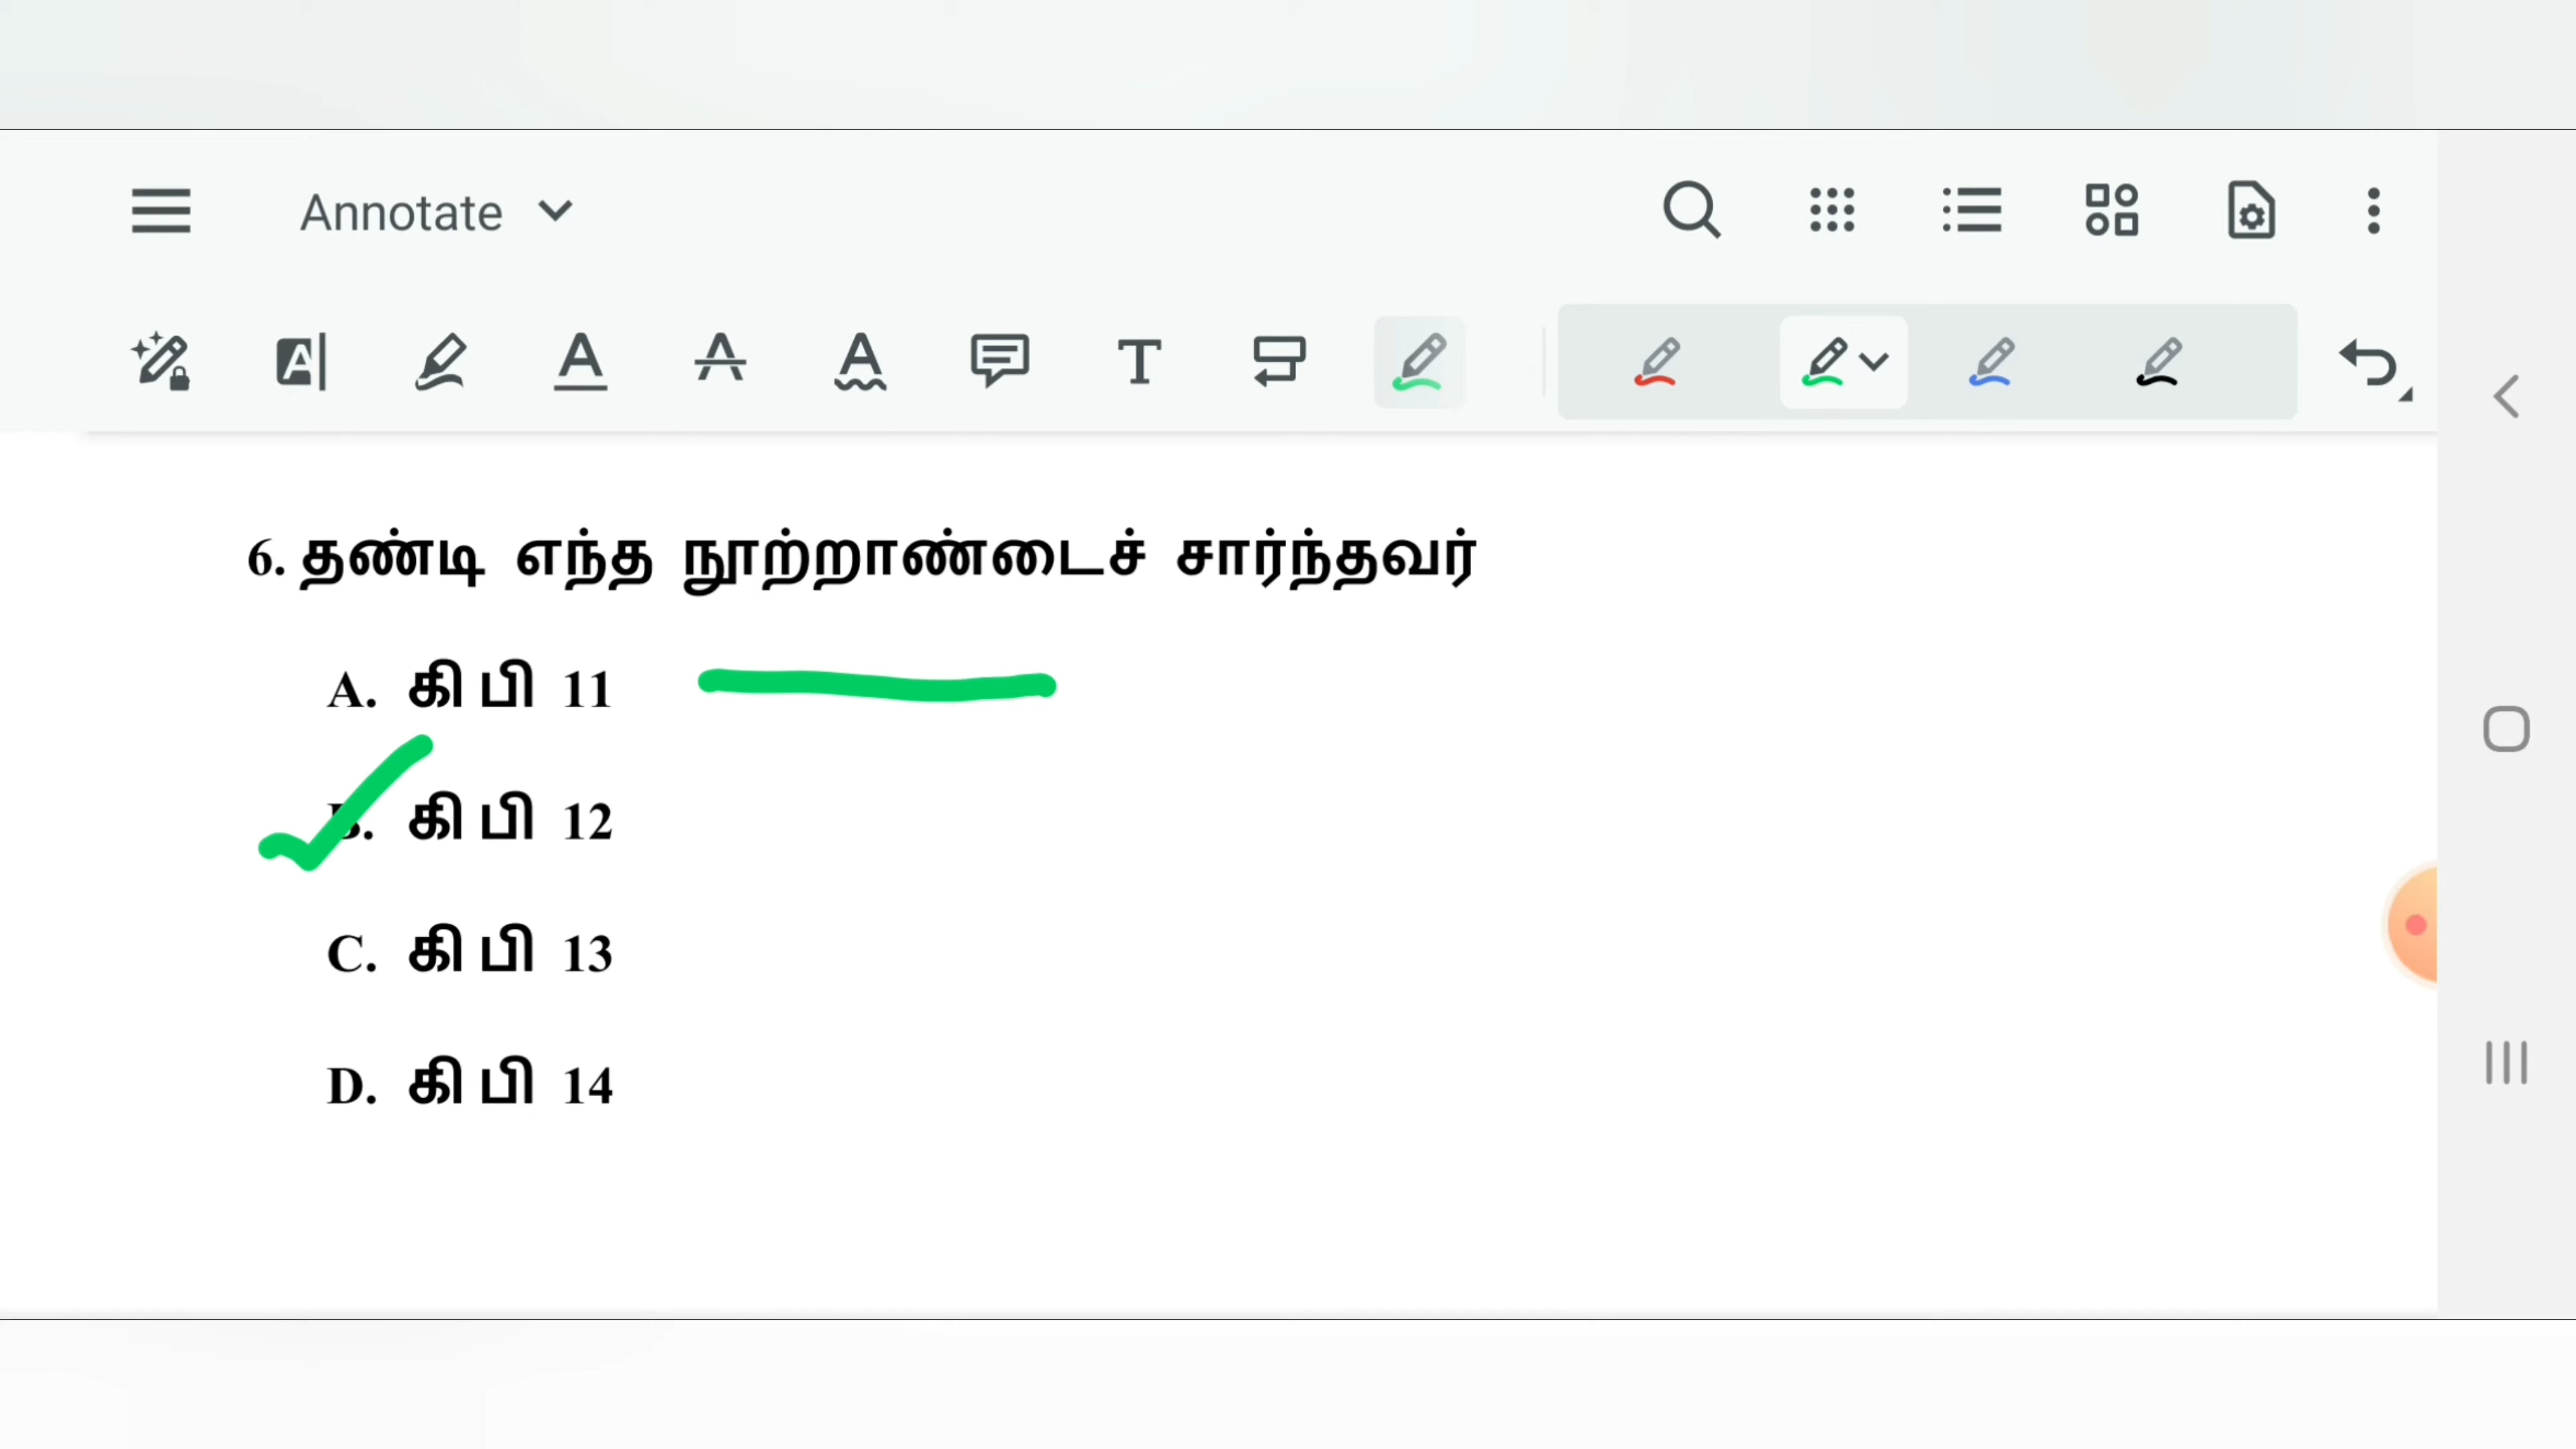 Annotate
6. தண்டி எந்த நூற்றாண்டைச் சார்ந்தவர்
A. கி பி 11
B. கி பி 12
C. கி பி 13
D. கி பி 14